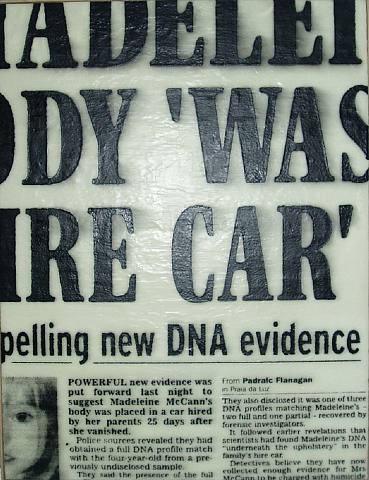 MADELEI
ODY 'WAS
IRE CAR'
pelling new DNA evidence
POWERFUL new evidence was
put forward last night to
suggest Madeleine McCann's
body was placed in a car hired
by her parents 25 days after
she vanished.
Police sources revealed they had
obtained a full DNA profile match
with the four-year-old from a pre-
viously undisclosed sample.
They said the presence of the full
From Padraic Flanagan
in Praia da Luz
They also disclosed it was one of three
DNA profiles matching Madeleine's –
two full and one partial – recovered by
forensic investigators.
It followed earlier revelations that
scientists had found Madeleine's DNA
"underneath the upholstery" in the
family's hire car.
Detectives believe they have now
collected enough evidence for Mrs
McCann to be charged with homicide